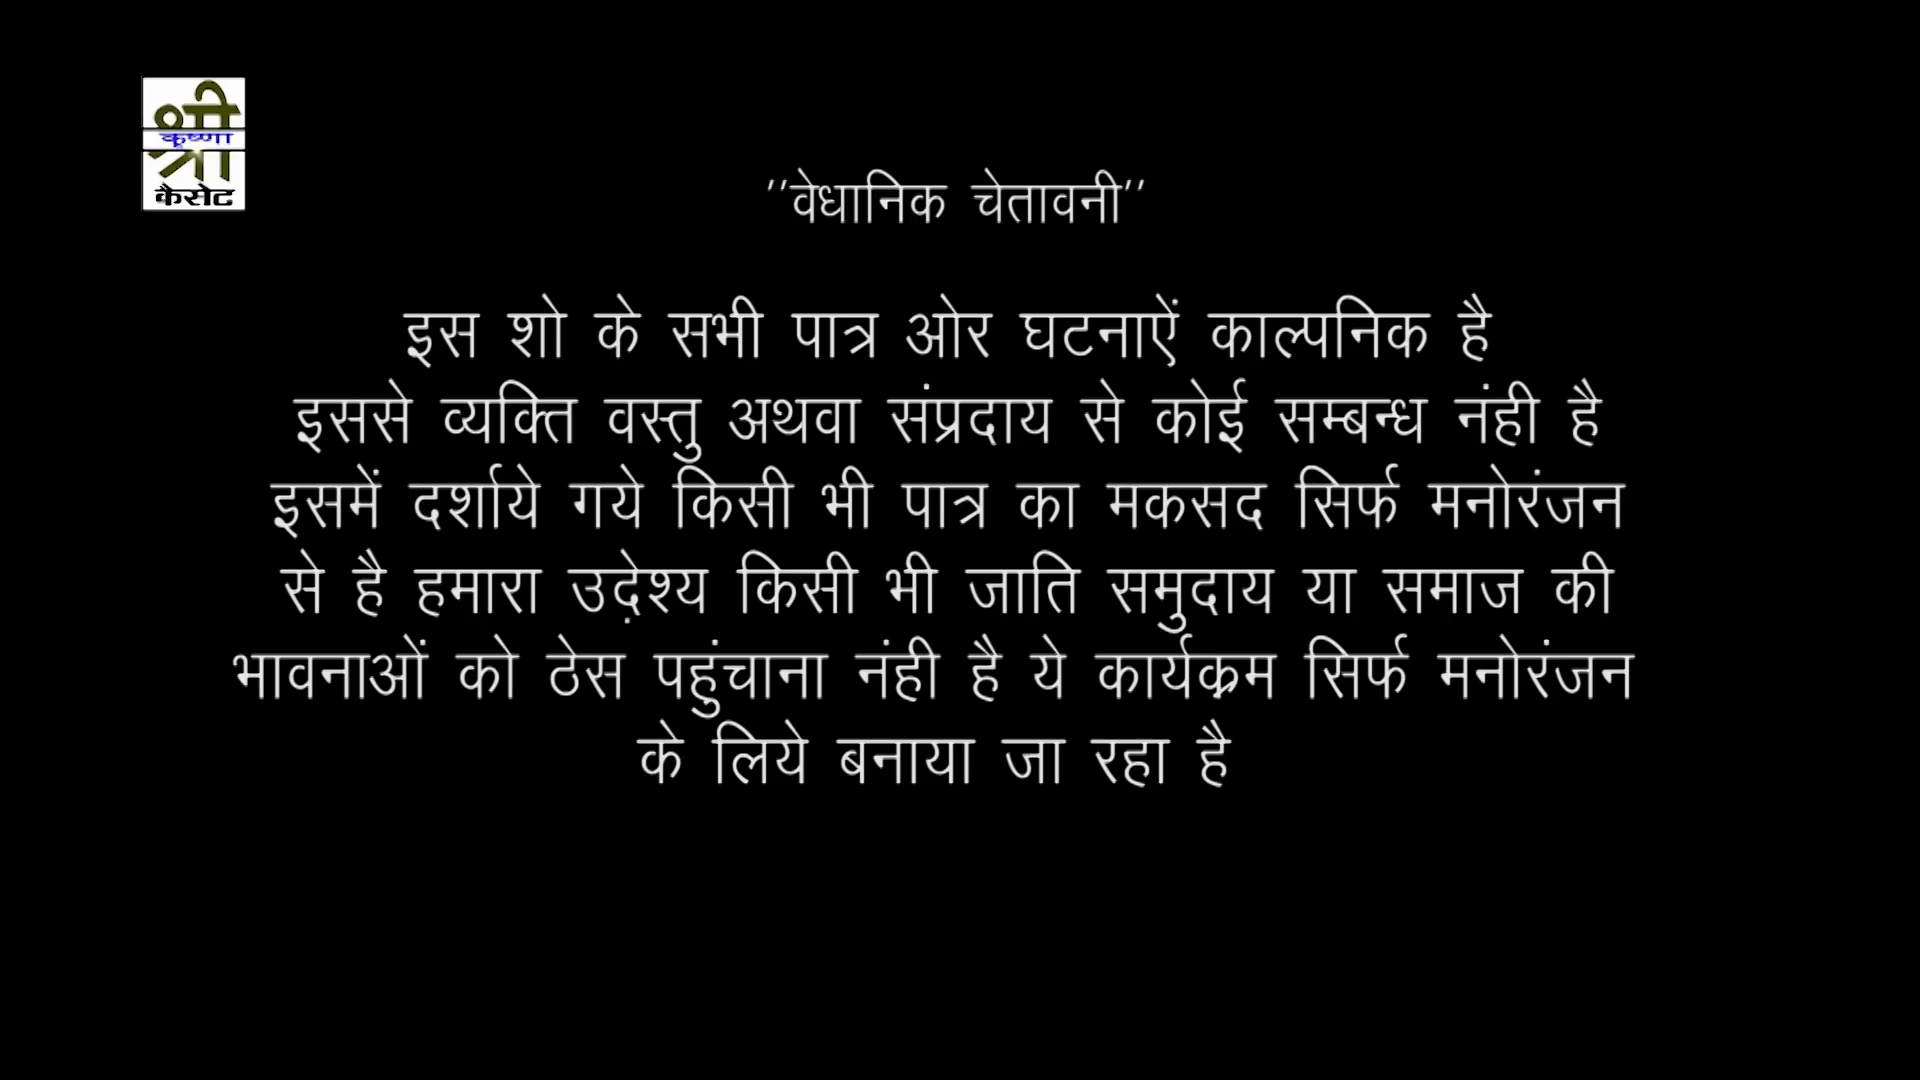 श्री
कृष्णा
कैसेट
''वेधानिक चेतावनी''
इस शो के सभी पात्र ओर घटनाऐं काल्पनिक है
इससे व्यक्ति वस्तु अथवा संप्रदाय से कोई सम्बन्ध नंही है
इसमें दर्शाये गये किसी भी पात्र का मकसद सिर्फ मनोरंजन
से है हमारा उद़ेश्य किसी भी जाति समुदाय या समाज की
भावनाओं को ठेस पहुंचाना नंही है ये कार्यक्रम सिर्फ मनोरंजन
के लिये बनाया जा रहा है